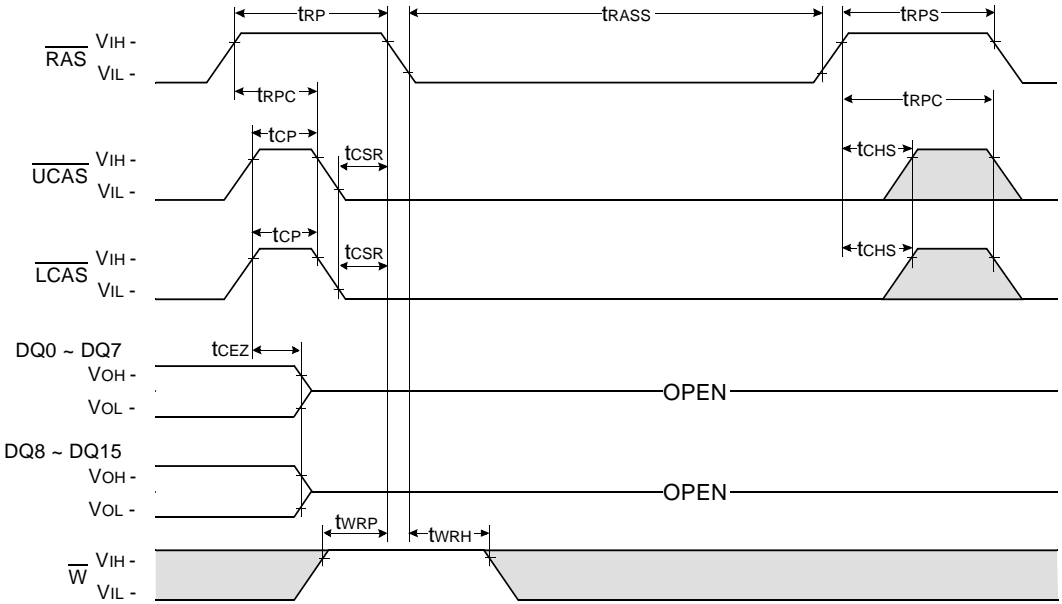 tRP tRASS tRPS
RAS VIH -
VIL -
tRPC tRPC
tCP tCSR tCHS
UCAS VIH -
VIL -
tCP tCSR tCHS
LCAS VIH -
VIL -
DQ0 ~ DQ7 tCEZ
VOH -
OPEN
VOL -
DQ8 ~ DQ15
VOH -
OPEN
VOL -
tWRP tWRH
W VIH -
VIL -